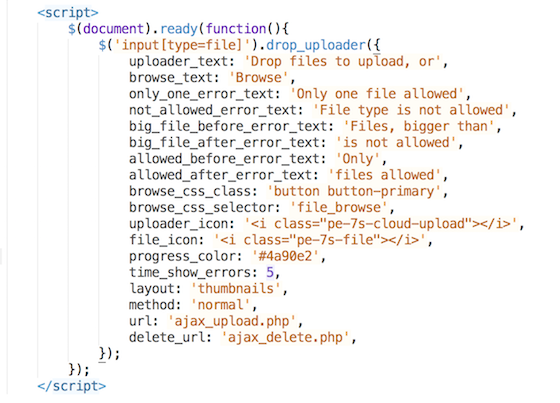 <script>
$(document).ready(function(){
$('input[type=file]').drop_uploader({
uploader_text: 'Drop files to upload, or',
browse_text: 'Browse',
only_one_error_text: 'Only one file allowed',
not_allowed_error_text: 'File type is not allowed',
big_file_before_error_text: 'Files, bigger than',
big_file_after_error_text: 'is not allowed',
allowed_before_error_text: 'Only',
allowed_after_error_text: 'files allowed',
browse_css_class: 'button button-primary',
browse_css_selector: 'file_browse',
uploader_icon: '<i class="pe-7s-cloud-upload"></i>',
file_icon: '<i class="pe-7s-file"></i>',
progress_color: '#4a90e2',
time_show_errors: 5,
layout: 'thumbnails',
method: 'normal',
url: 'ajax_upload.php',
delete_url: 'ajax_delete.php',
});
});
</script>